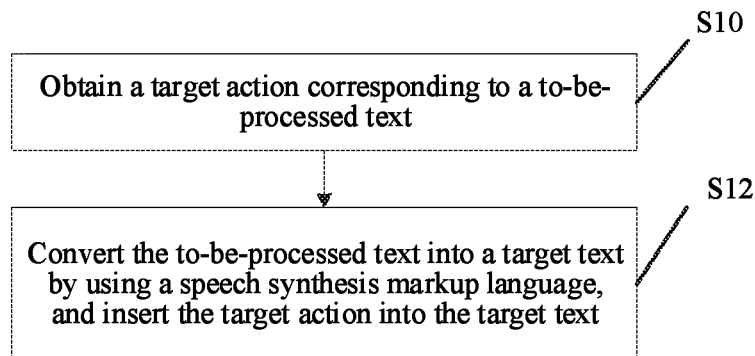 S10
Obtain a target action corresponding to a to-be-
processed text
S12
Convert the to-be-processed text into a target text
by using a speech synthesis markup language,
and insert the target action into the target text